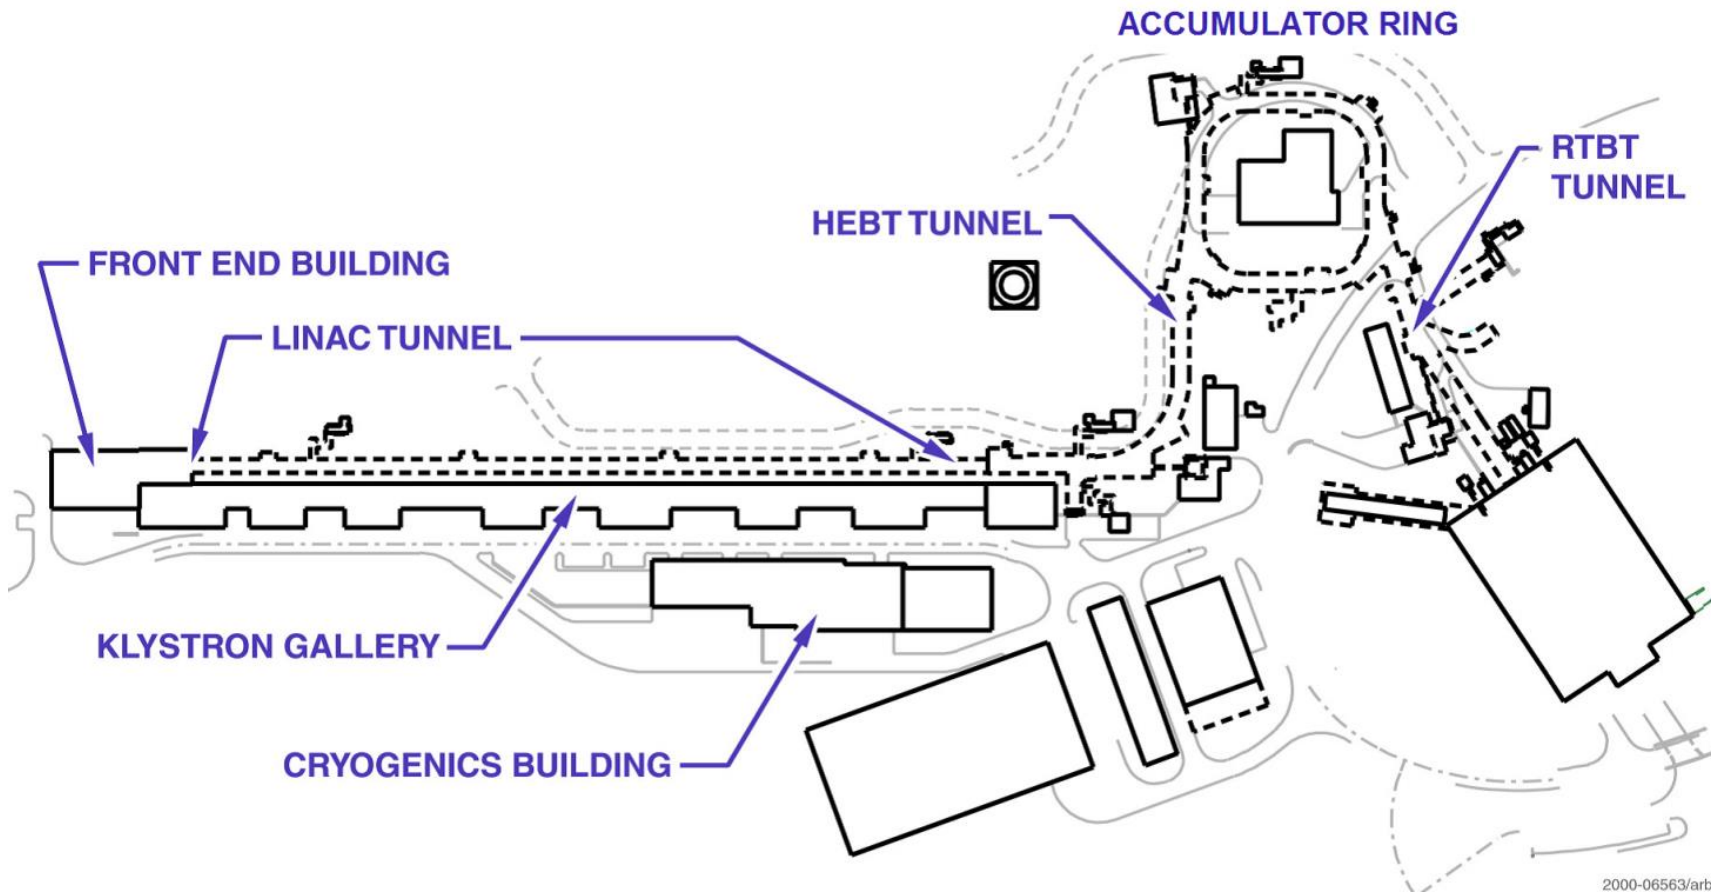 ACCUMULATOR RING
RTBT
TUNNEL
HEBT TUNNEL
FRONT END BUILDING
LINAC TUNNEL
KLYSTRON GALLERY
CRYOGENICS BUILDING
2000-06563/arb